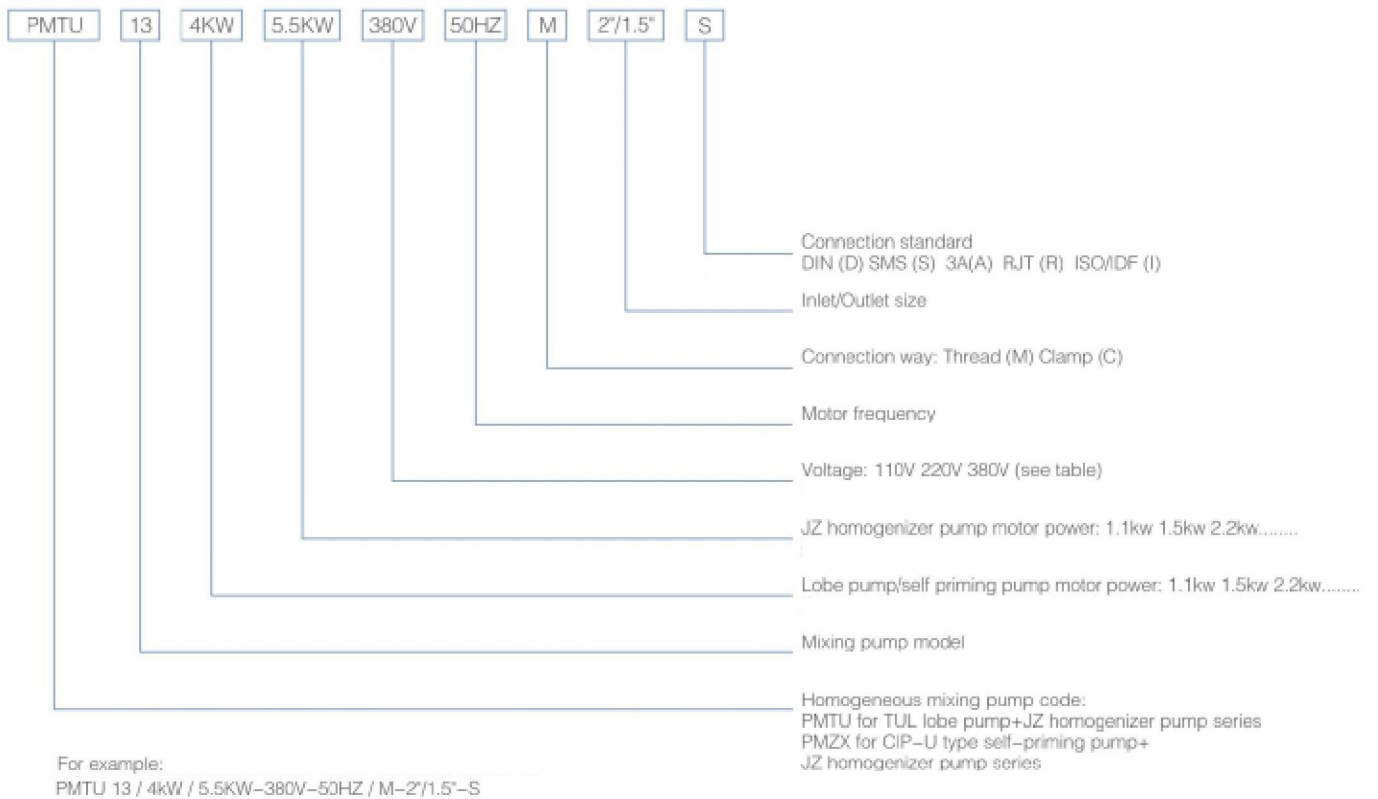 PMTU 13 4KW 5.5KW 380V 50HZ M 2"/1.5" S
Connection standard
DIN (D) SMS (S) 3A(A) RJT (R) ISO/IDF (I)
Inlet/Outlet size
Connection way: Thread (M) Clamp (C)
Motor frequency
Voltage: 110V 220V 380V (see table)
JZ homogenizer pump motor power: 1.1kw 1.5kw 2.2kw........
Lobe pump/self priming pump motor power: 1.1kw 1.5kw 2.2kw........
Mixing pump model
Homogeneous mixing pump code:
PMTU for TUL lobe pump+JZ homogenizer pump series
PMZX for CIP–U type self–priming pump+
JZ homogenizer pump series
For example:
PMTU 13 / 4kW / 5.5KW–380V–50HZ / M–2"/1.5"–S